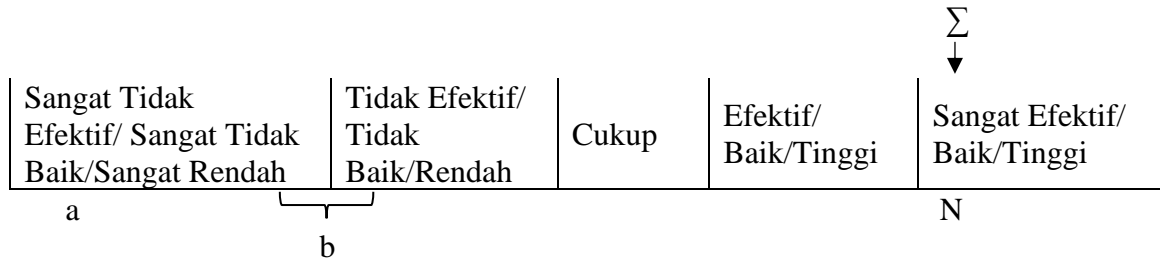 ∑
Sangat Tidak
Efektif/ Sangat Tidak
Baik/Sangat Rendah
Tidak Efektif/
Tidak
Baik/Rendah
Cukup
Efektif/
Baik/Tinggi
Sangat Efektif/
Baik/Tinggi
a
N
b